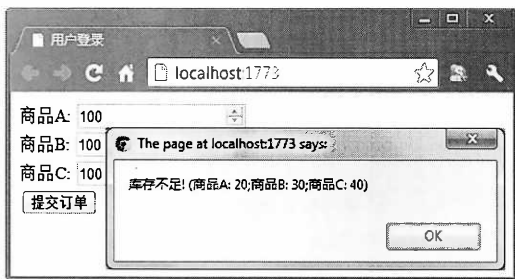 用户登录
localhost:1773
商品A: 100
商品B: 100
商品C: 100
提交订单
The page at localhost:1773 says:
库存不足! (商品A: 20;商品B: 30;商品C: 40)
OK